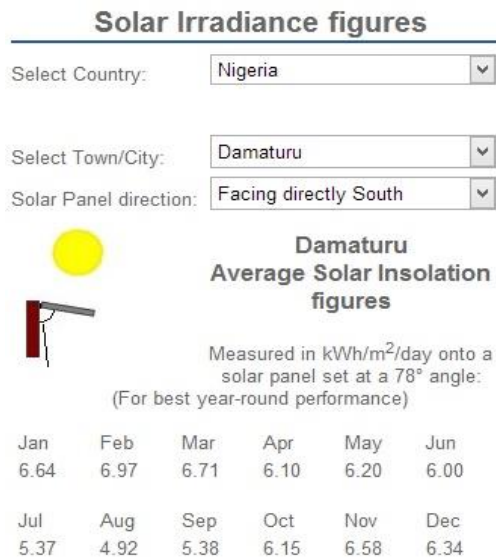 Solar Irradiance figures
Select Country: Nigeria
Select Town/City: Damaturu
Solar Panel direction: Facing directly South
Damaturu
Average Solar Insolation
figures
Measured in kWh/m²/day onto a
solar panel set at a 78° angle:
(For best year-round performance)
Jan Feb Mar Apr May Jun
6.64 6.97 6.71 6.10 6.20 6.00
Jul Aug Sep Oct Nov Dec
5.37 4.92 5.38 6.15 6.58 6.34